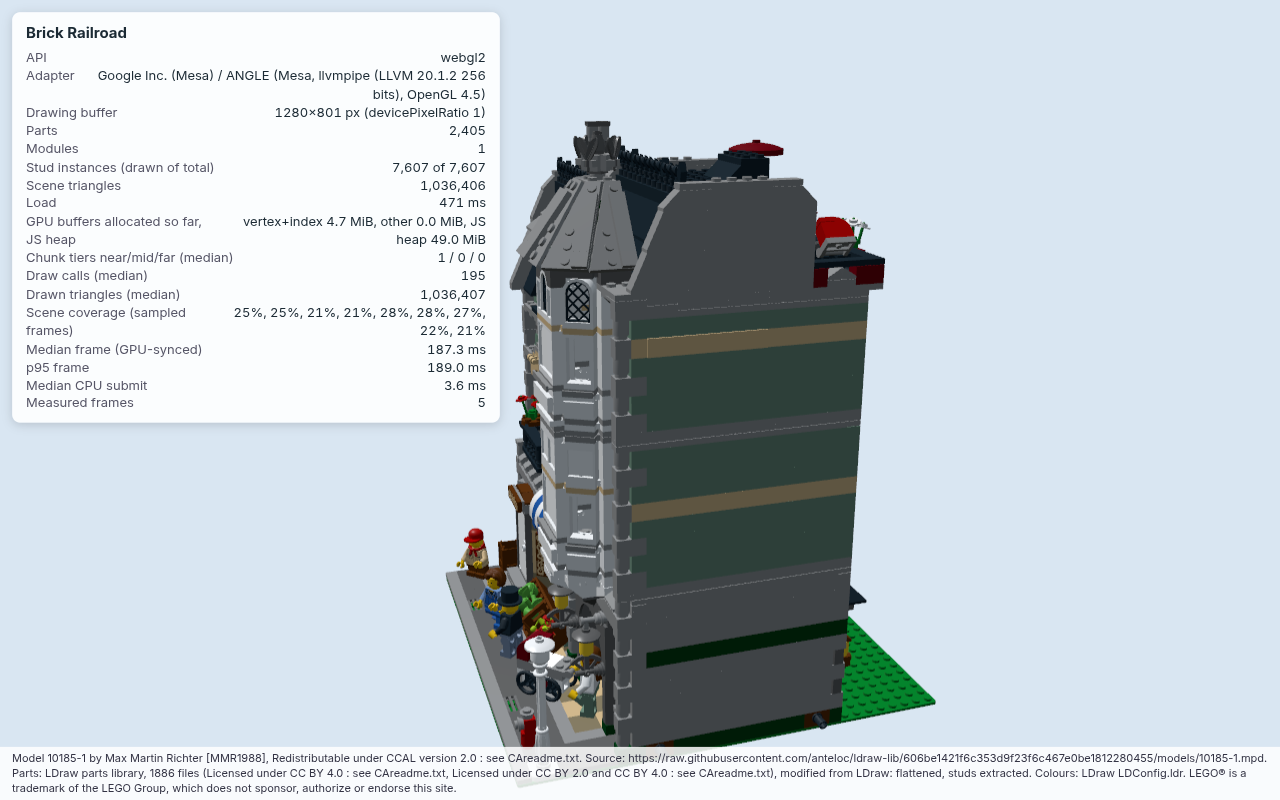 Brick Railroad
API webgl2
Adapter Google Inc. (Mesa) / ANGLE (Mesa, llvmpipe (LLVM 20.1.2 256
bits), OpenGL 4.5)
Drawing buffer 1280×801 px (devicePixelRatio 1)
Parts 2,405
Modules 1
Stud instances (drawn of total) 7,607 of 7,607
Scene triangles 1,036,406
Load 471 ms
GPU buffers allocated so far, vertex+index 4.7 MiB, other 0.0 MiB, JS
JS heap heap 49.0 MiB
Chunk tiers near/mid/far (median) 1 / 0 / 0
Draw calls (median) 195
Drawn triangles (median) 1,036,407
Scene coverage (sampled 25%, 25%, 21%, 21%, 28%, 28%, 27%,
frames) 22%, 21%
Median frame (GPU-synced) 187.3 ms
p95 frame 189.0 ms
Median CPU submit 3.6 ms
Measured frames 5
Model 10185-1 by Max Martin Richter [MMR1988], Redistributable under CCAL version 2.0 : see CAreadme.txt. Source: https://raw.githubusercontent.com/anteloc/ldraw-lib/606be1421f6c353d9f23f6c467e0be1812280455/models/10185-1.mpd.
Parts: LDraw parts library, 1886 files (Licensed under CC BY 4.0 : see CAreadme.txt, Licensed under CC BY 2.0 and CC BY 4.0 : see CAreadme.txt), modified from LDraw: flattened, studs extracted. Colours: LDraw LDConfig.ldr. LEGO® is a
trademark of the LEGO Group, which does not sponsor, authorize or endorse this site.